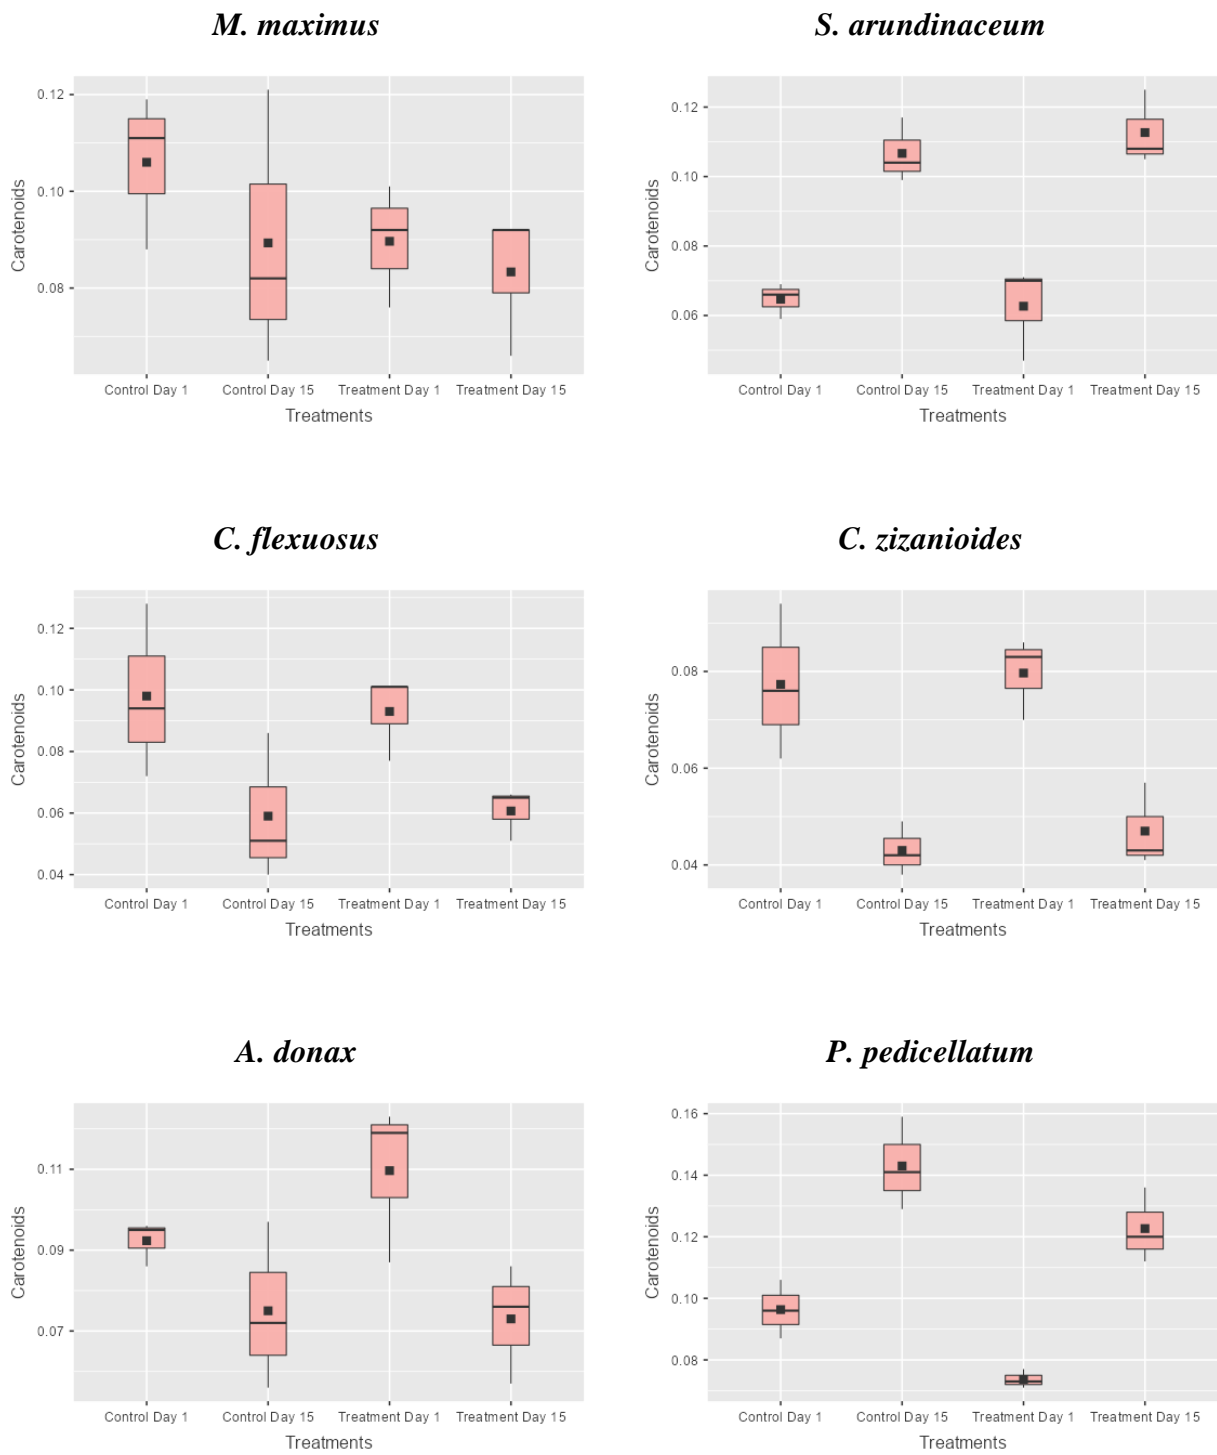 M. maximus
S. arundinaceum
Carotenoids
0.12
0.10
0.08
Control Day 1
Control Day 15
Treatment Day 1
Treatment Day 15
Treatments
Carotenoids
0.12
0.10
0.08
0.06
Control Day 1
Control Day 15
Treatment Day 1
Treatment Day 15
Treatments
C. flexuosus
C. zizanioides
Carotenoids
0.12
0.10
0.08
0.06
0.04
Control Day 1
Control Day 15
Treatment Day 1
Treatment Day 15
Treatments
Carotenoids
0.08
0.06
0.04
Control Day 1
Control Day 15
Treatment Day 1
Treatment Day 15
Treatments
A. donax
P. pedicellatum
Carotenoids
0.11
0.09
0.07
Control Day 1
Control Day 15
Treatment Day 1
Treatment Day 15
Treatments
Carotenoids
0.16
0.14
0.12
0.10
0.08
Control Day 1
Control Day 15
Treatment Day 1
Treatment Day 15
Treatments